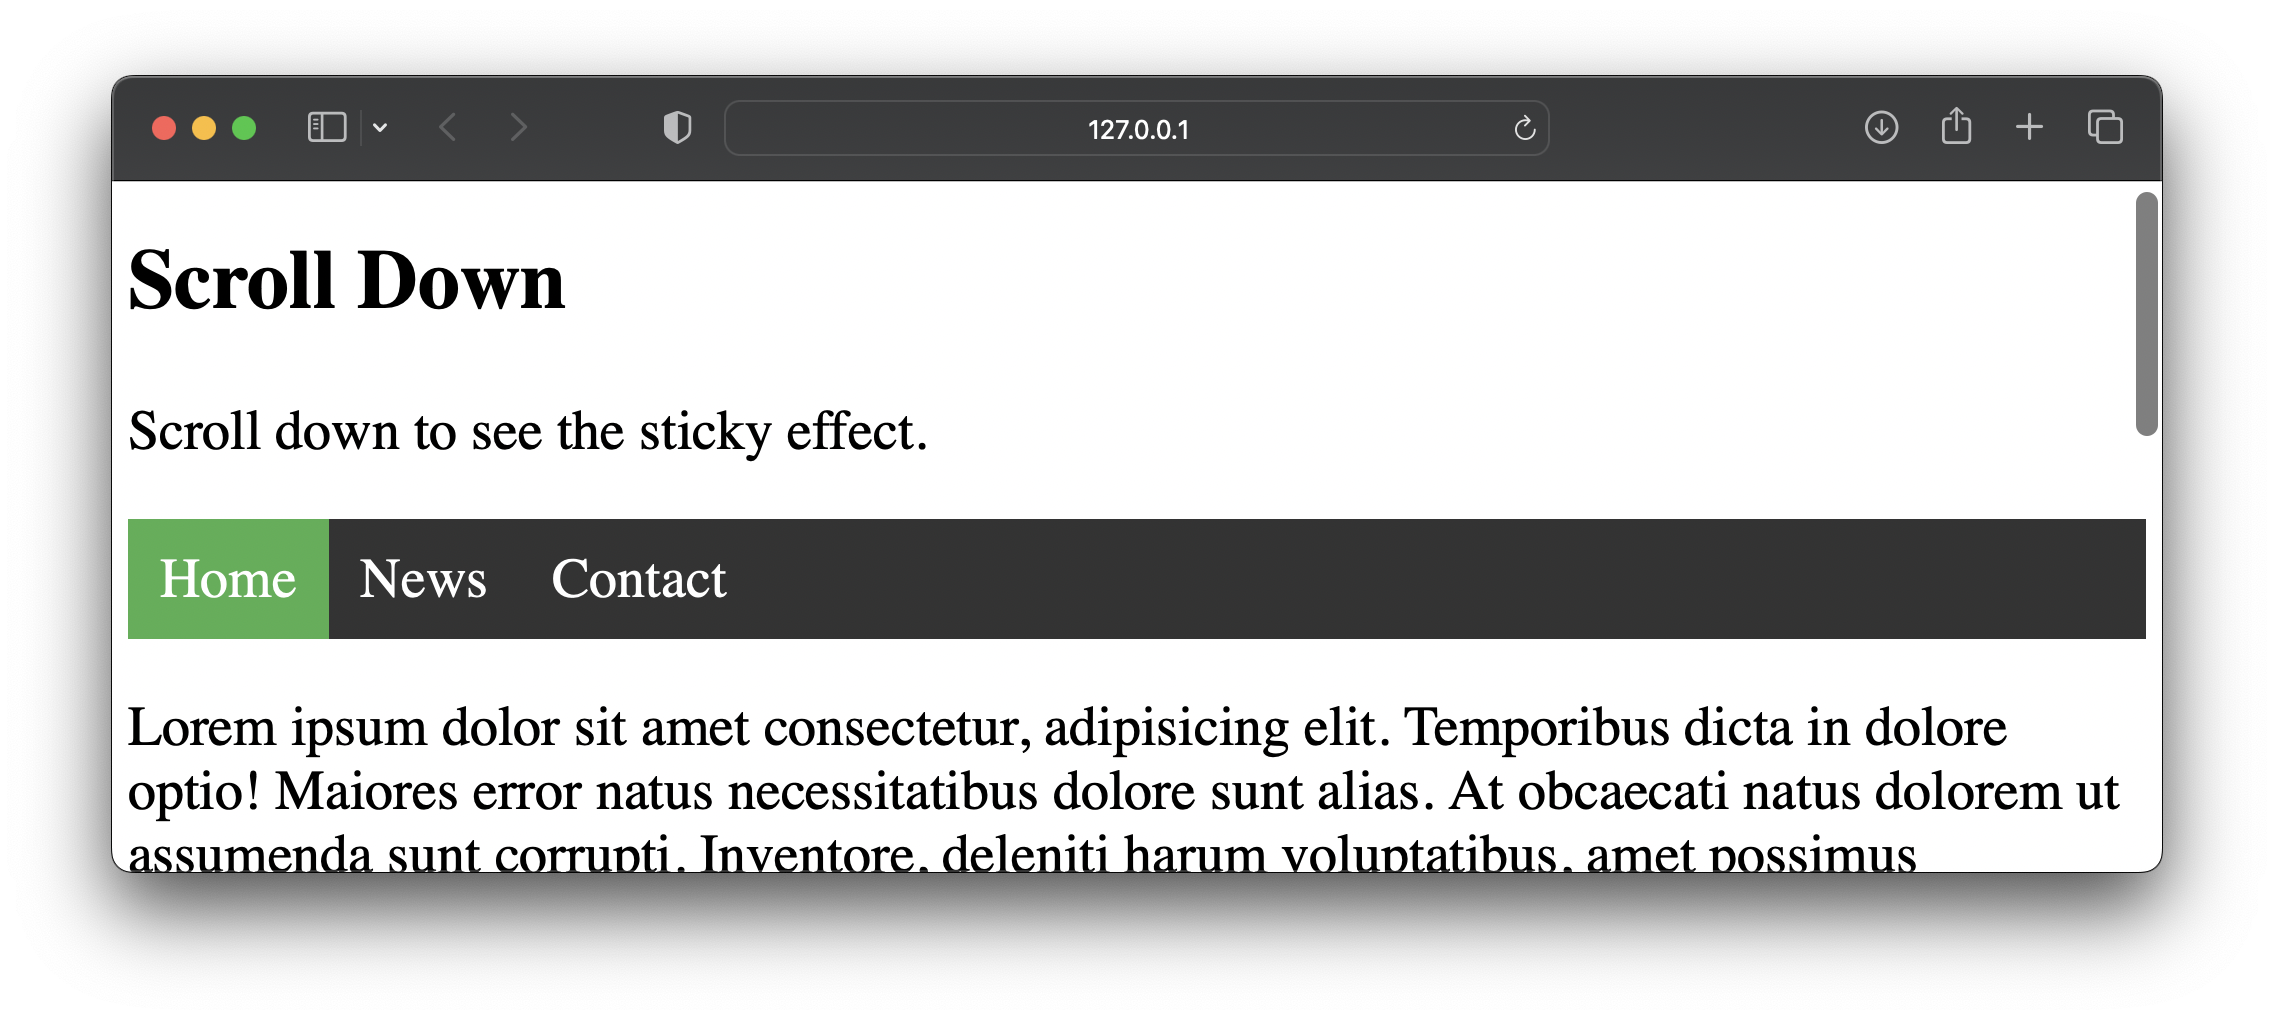 127.0.0.1
Scroll Down
Scroll down to see the sticky effect.
Home News Contact
Lorem ipsum dolor sit amet consectetur, adipisicing elit. Temporibus dicta in dolore
optio! Maiores error natus necessitatibus dolore sunt alias. At obcaecati natus dolorem ut
assumenda sunt corrupti. Inventore, deleniti harum voluptatibus, amet possimus